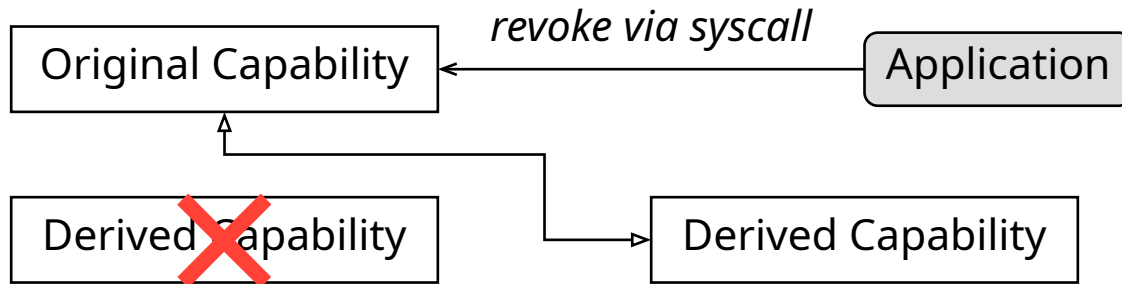 revoke via syscall
Original Capability
Application
Derived Capability
Derived Capability